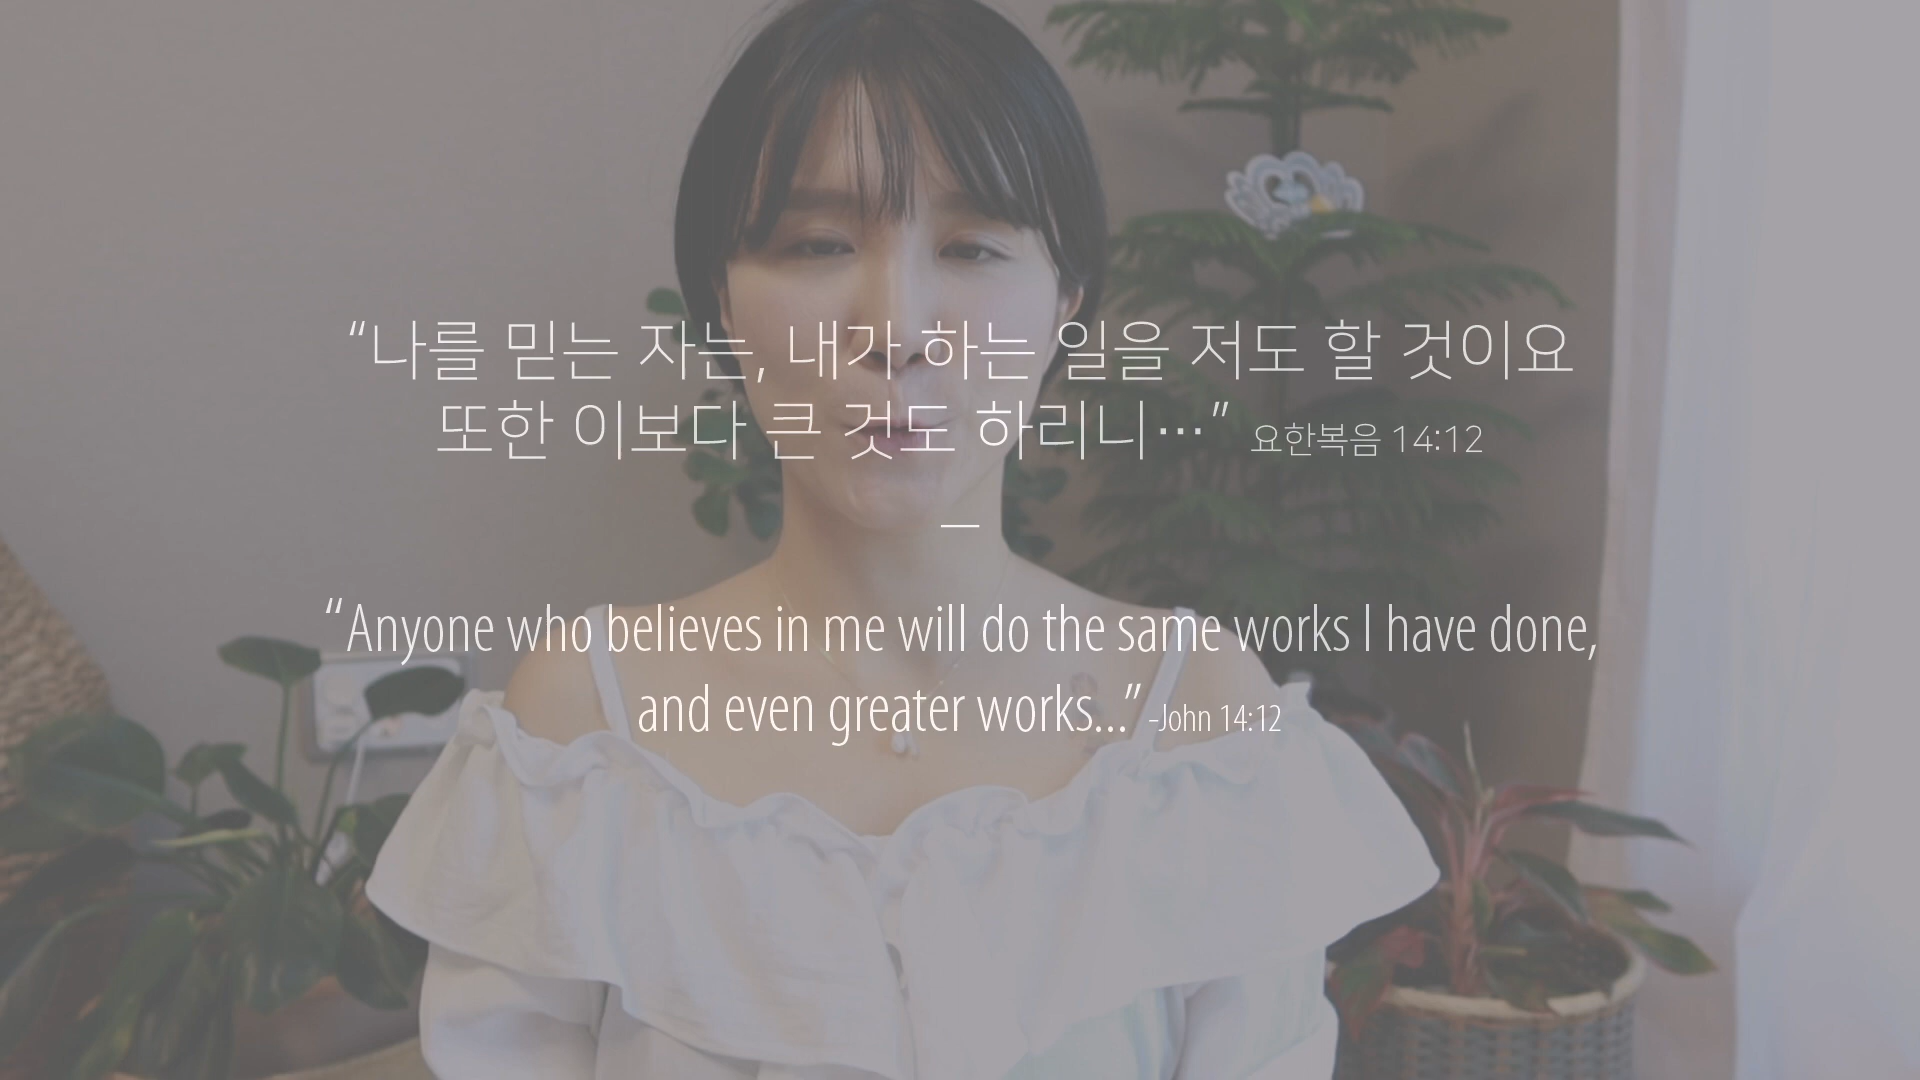 “나를 믿는 자는, 내가 하는 일을 저도 할 것이요
또한 이보다 큰 것도 하리니…” 요한복음 14:12
—
“Anyone who believes in me will do the same works I have done,
and even greater works...” -John 14:12